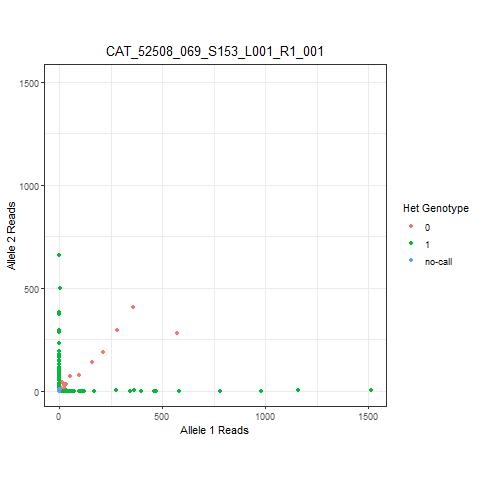 CAT_52508_069_S153_L001_R1_001
1500
1000
500
0
Allele 2 Reads
0 500 1000 1500
Allele 1 Reads
Het Genotype
0
1
no-call